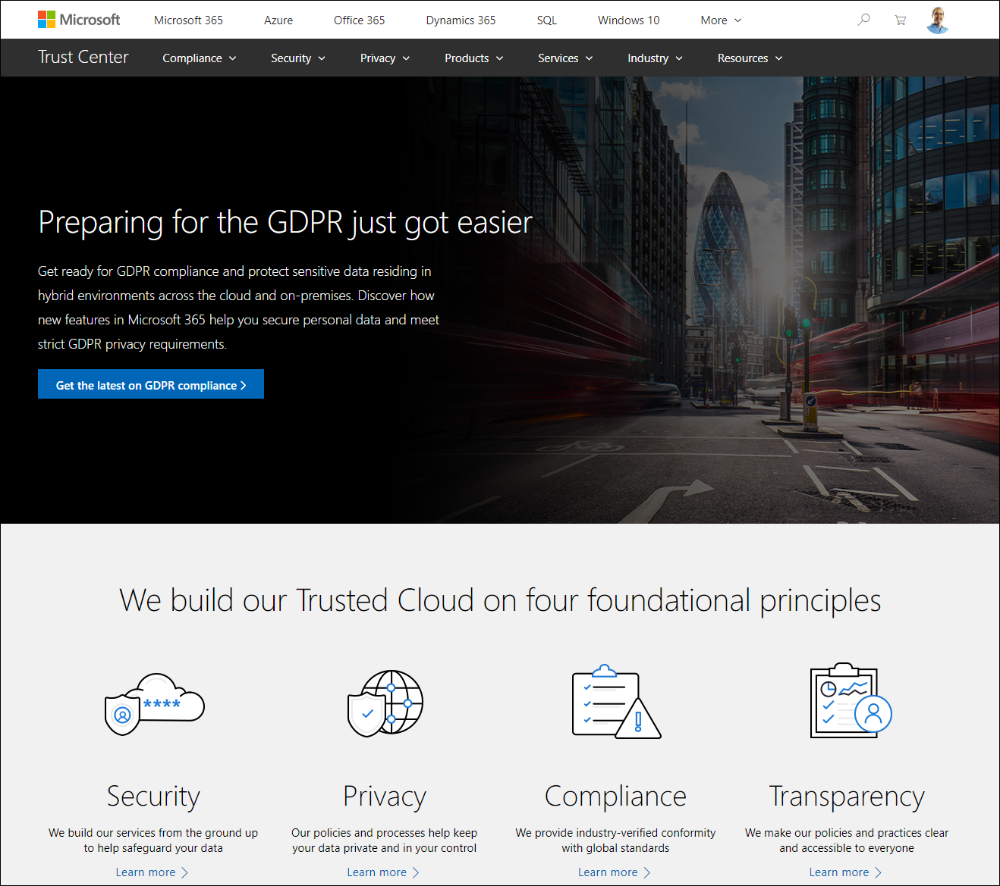 Microsoft Microsoft 365 Azure Office 365 Dynamics 365 SQL Windows 10 More
Trust Center Compliance Security Privacy Products Services Industry Resources
Preparing for the GDPR just got easier
Get ready for GDPR compliance and protect sensitive data residing in
hybrid environments across the cloud and on-premises. Discover how
new features in Microsoft 365 help you secure personal data and meet
strict GDPR privacy requirements.
Get the latest on GDPR compliance
We build our Trusted Cloud on four foundational principles
****
Security
We build our services from the ground up
to help safeguard your data
Learn more
Privacy
Our policies and processes help keep
your data private and in your control
Learn more
Compliance
We provide industry-verified conformity
with global standards
Learn more
Transparency
We make our policies and practices clear
and accessible to everyone
Learn more